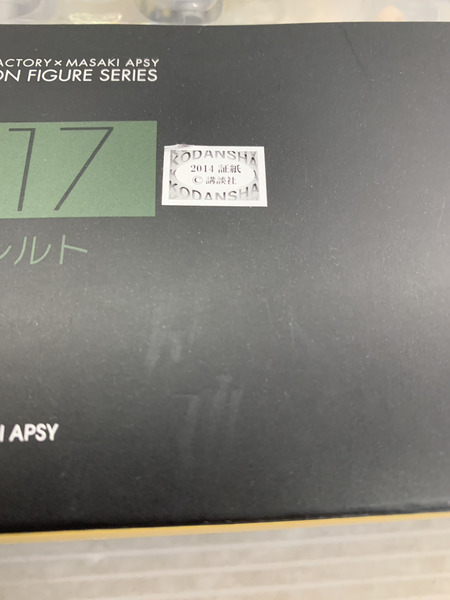 ACTORY × MASAKI APSY
ON FIGURE SERIES
17
KODANSHA
2014 証紙
© 講談社
KODANSHA
ルト
I APSY